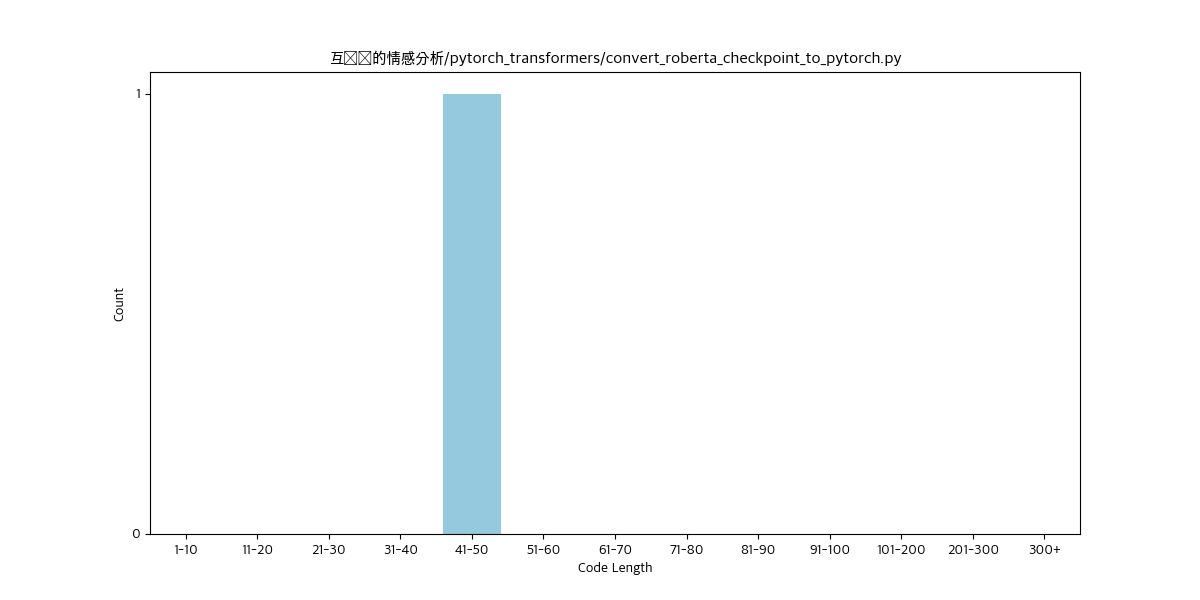 互的情感分析/pytorch_transformers/convert_roberta_checkpoint_to_pytorch.py
1
0
Count
1-10 11-20 21-30 31-40 41-50 51-60 61-70 71-80 81-90 91-100 101-200 201-300 300+
Code Length